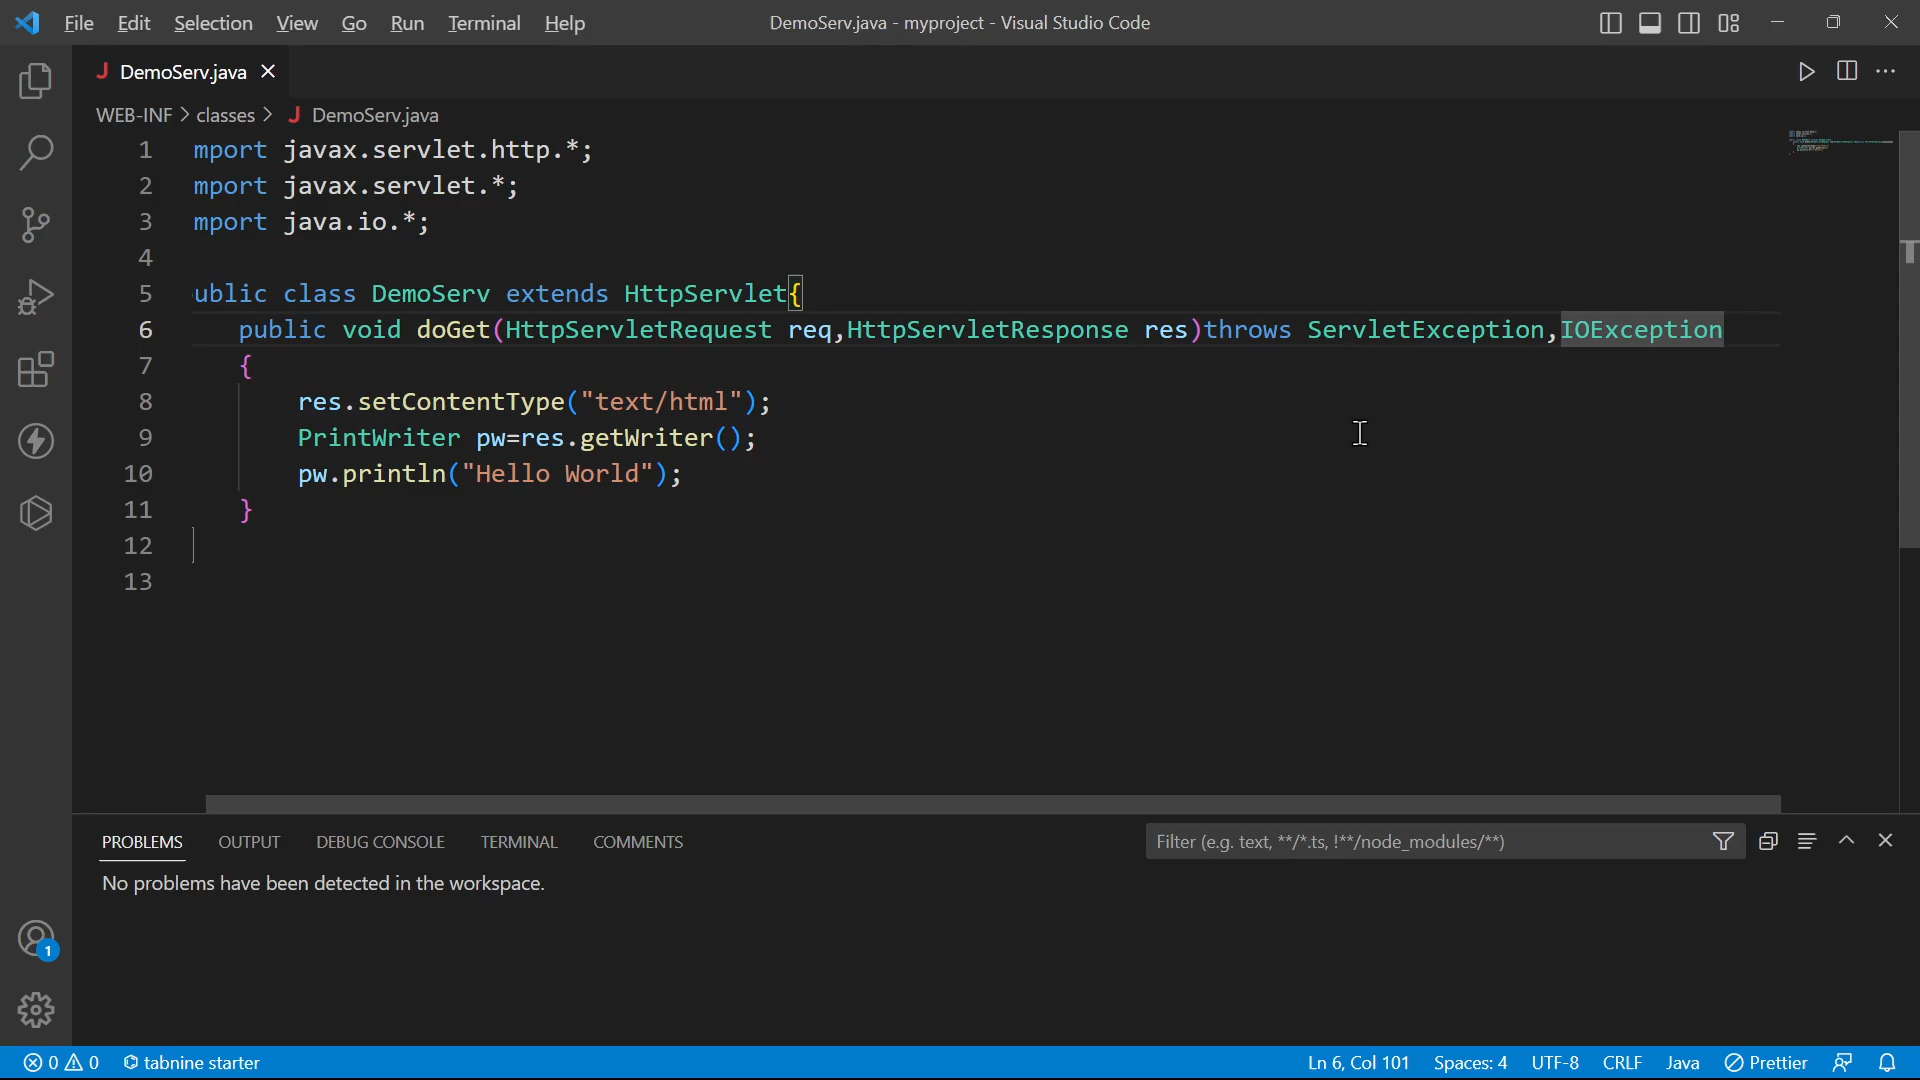 File Edit Selection View Go Run Terminal Help DemoServ.java - myproject - Visual Studio Code
J DemoServ.java
WEB-INF > classes > J DemoServ.java
1 mport javax.servlet.http.*;
2 mport javax.servlet.*;
3 mport java.io.*;
4
5 ublic class DemoServ extends HttpServlet{
6 public void doGet(HttpServletRequest req,HttpServletResponse res)throws ServletException,IOException
7 {
8 res.setContentType("text/html");
9 PrintWriter pw=res.getWriter();
10 pw.println("Hello World");
11 }
12
13
PROBLEMS OUTPUT DEBUG CONSOLE TERMINAL COMMENTS Filter (e.g. text, **/*.ts, !**/node_modules/**)
No problems have been detected in the workspace.
1
0 0 tabnine starter Ln 6, Col 101 Spaces: 4 UTF-8 CRLF Java Prettier